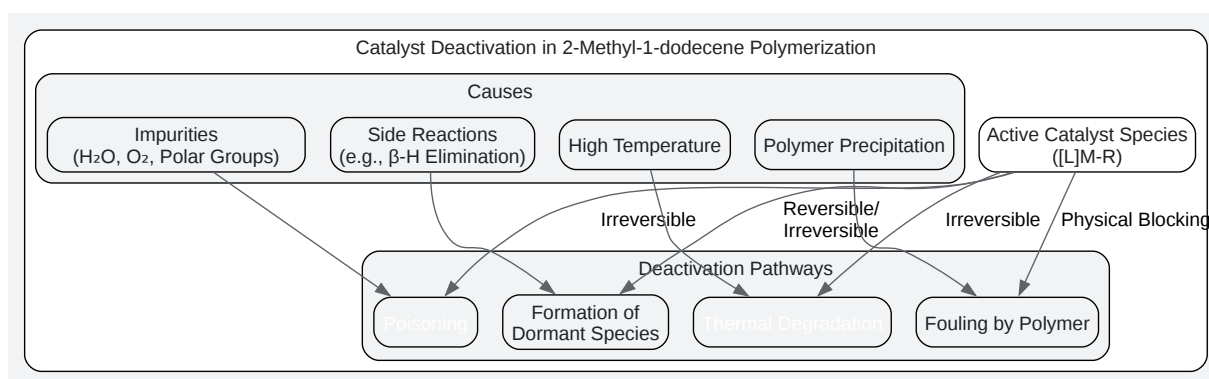 Catalyst Deactivation in 2-Methyl-1-dodecene Polymerization
Causes
Impurities
(H₂O, O₂, Polar Groups)
Side Reactions
(e.g., β-H Elimination)
High Temperature
Polymer Precipitation
Active Catalyst Species
([L]M-R)
Irreversible
Reversible/
Irreversible
Irreversible
Physical Blocking
Deactivation Pathways
Poisoning
Formation of
Dormant Species
Thermal Degradation
Fouling by Polymer